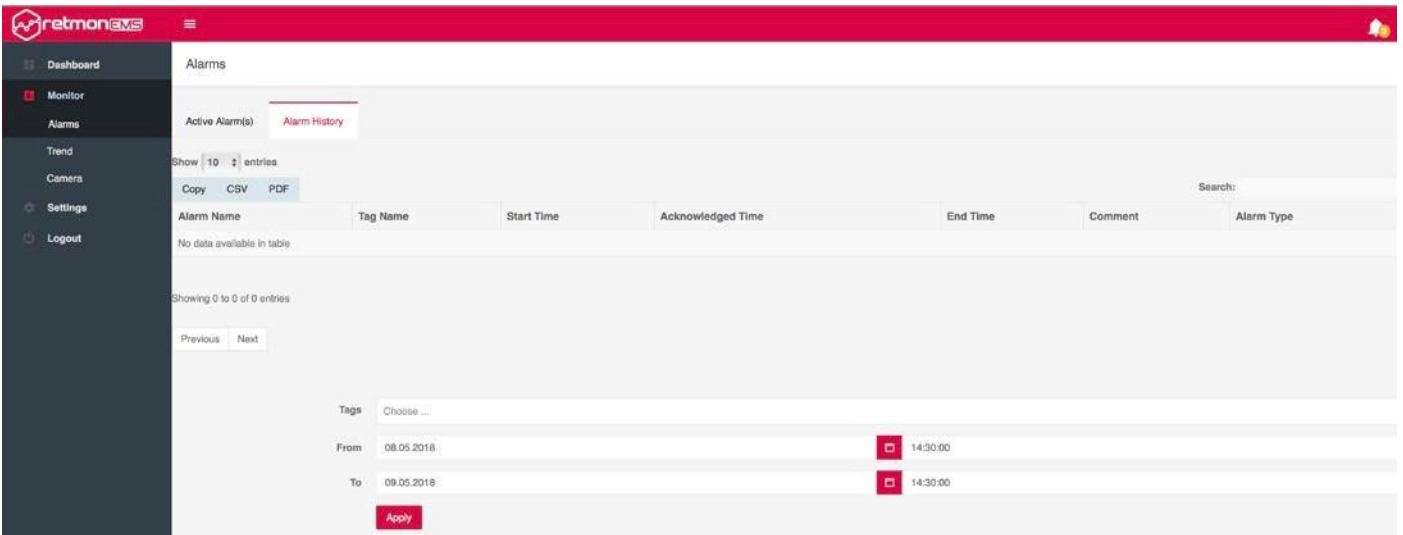 retmon EMS
Dashboard
Monitor
Alarms
Trend
Camera
Settings
Logout
Alarms
Active Alarm(s) Alarm History
Show 10 entries
Copy CSV PDF
Search:
Alarm Name Tag Name Start Time Acknowledged Time End Time Comment Alarm Type
No data available in table
Showing 0 to 0 of 0 entries
Previous Next
Tags Choose ...
From 08.05.2018 14:30:00
To 09.05.2018 14:30:00
Apply